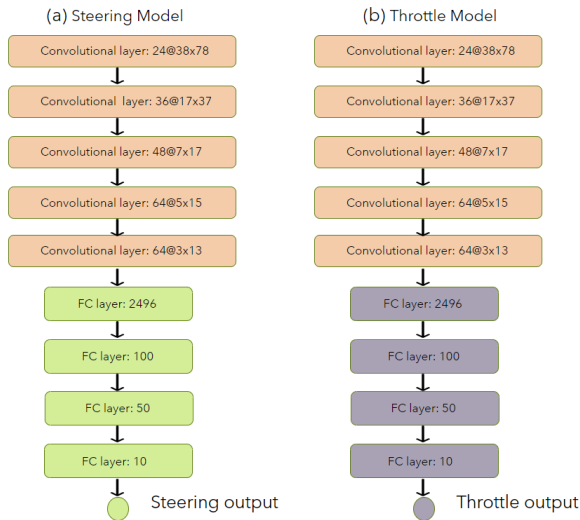 (a) Steering Model
Convolutional layer: 24@38x78
Convolutional layer: 36@17x37
Convolutional layer: 48@7x17
Convolutional layer: 64@5x15
Convolutional layer: 64@3x13
FC layer: 2496
FC layer: 100
FC layer: 50
FC layer: 10
Steering output
(b) Throttle Model
Convolutional layer: 24@38x78
Convolutional layer: 36@17x37
Convolutional layer: 48@7x17
Convolutional layer: 64@5x15
Convolutional layer: 64@3x13
FC layer: 2496
FC layer: 100
FC layer: 50
FC layer: 10
Throttle output